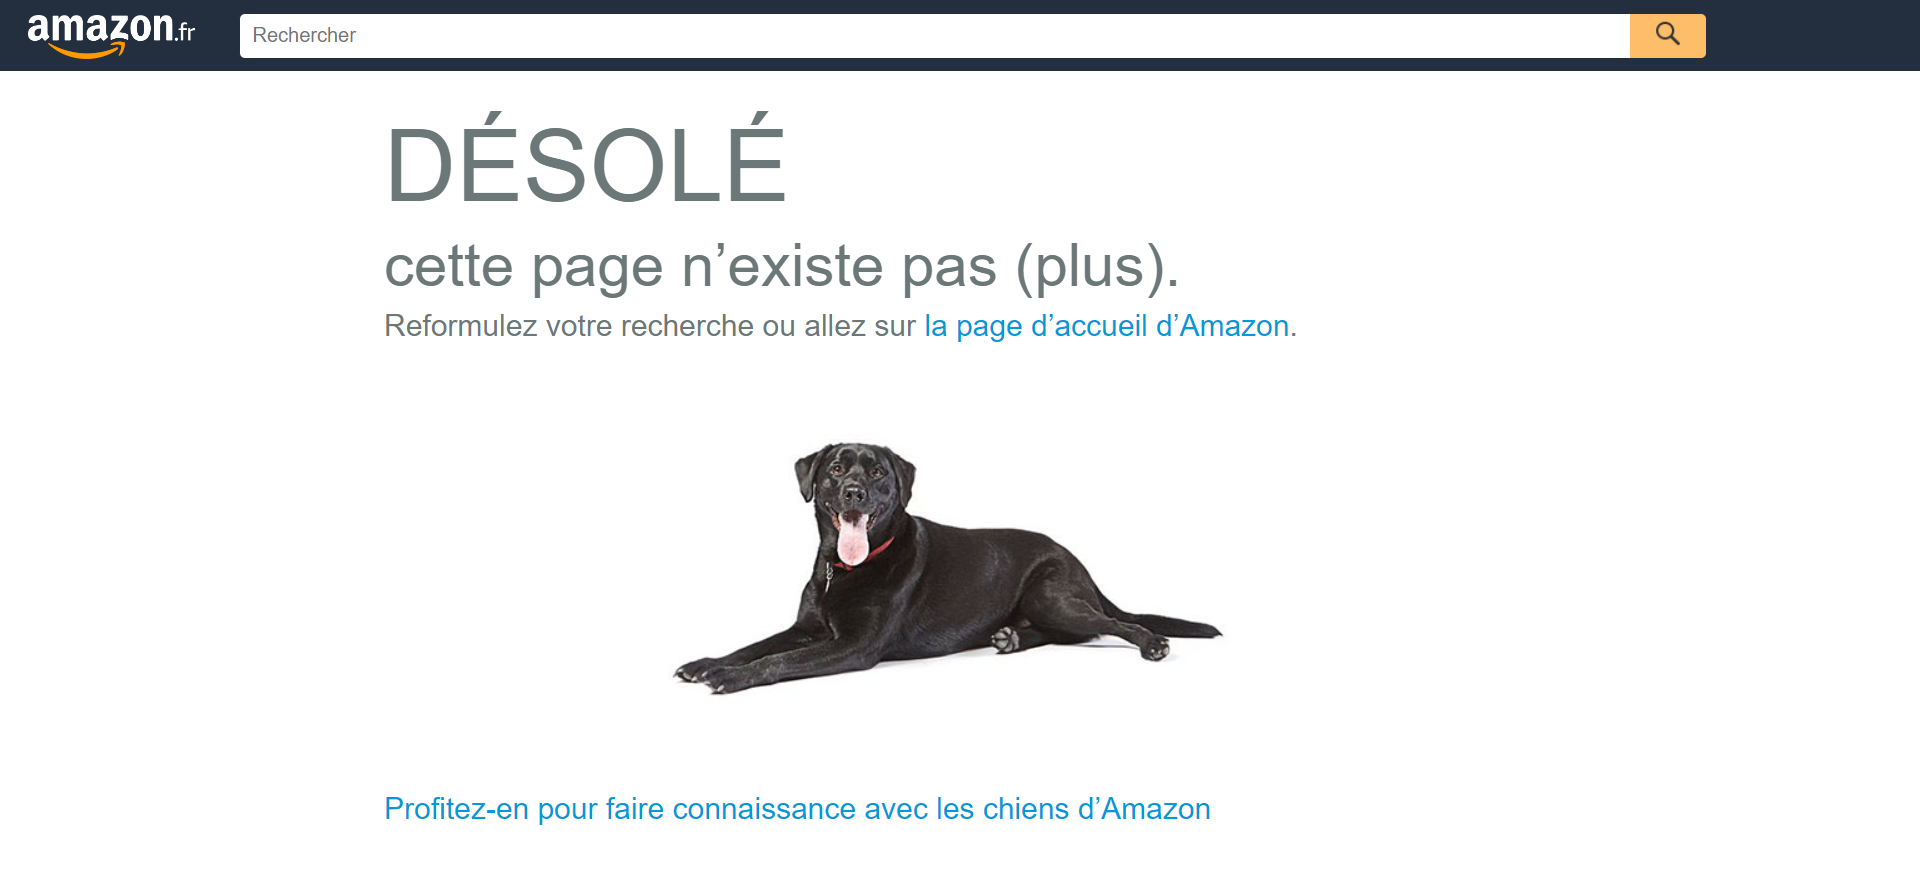 amazon.fr
Rechercher
DÉSOLÉ
cette page n’existe pas (plus).
Reformulez votre recherche ou allez sur la page d’accueil d’Amazon.
Profitez-en pour faire connaissance avec les chiens d’Amazon